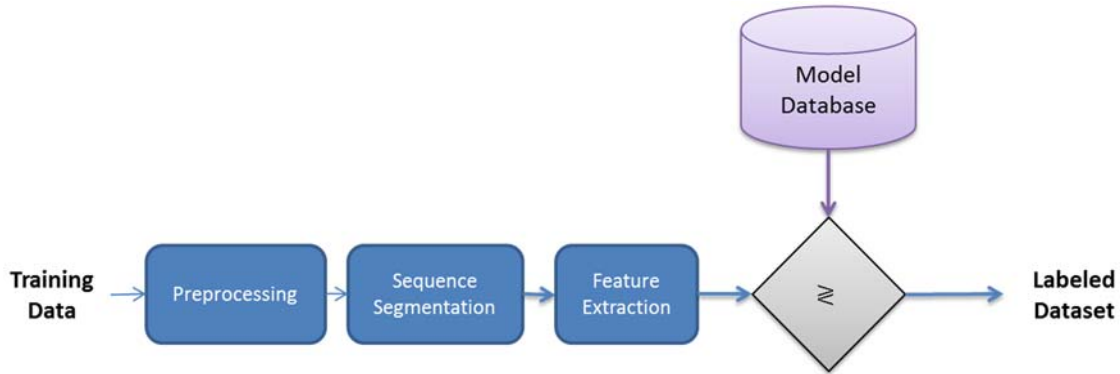 Model
Database
Training
Data
Preprocessing
Sequence
Segmentation
Feature
Extraction
≷
Labeled
Dataset